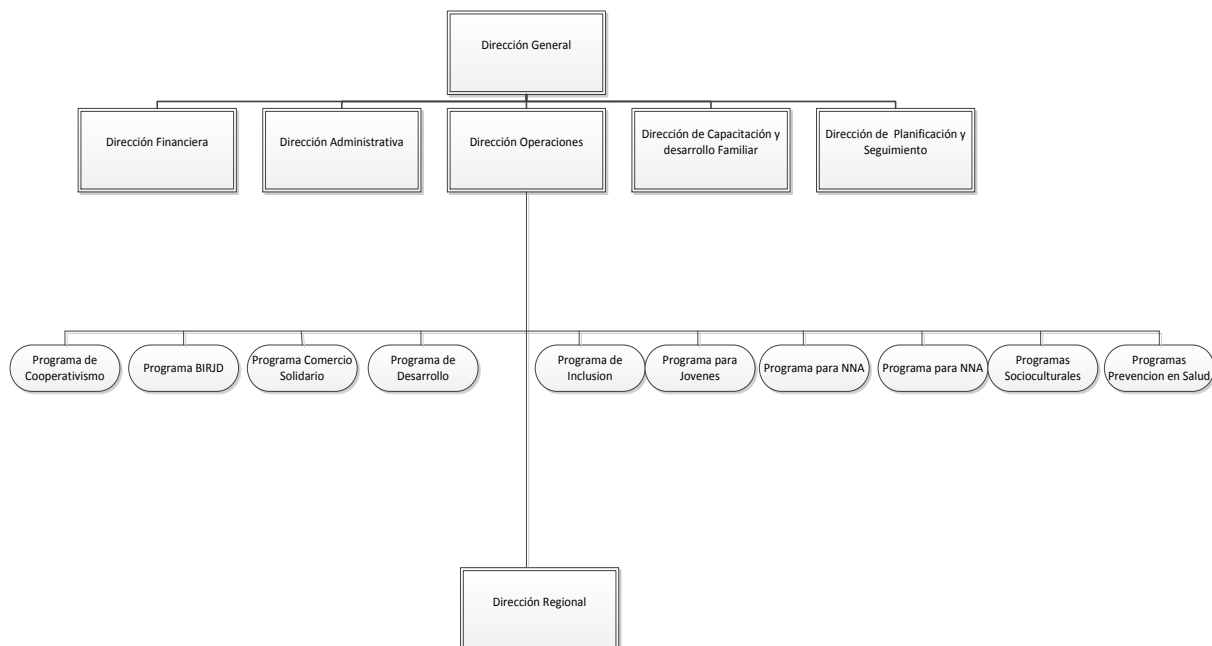 Dirección General
Dirección Financiera
Dirección Administrativa
Dirección Operaciones
Dirección de Capacitación y
desarrollo Familiar
Dirección de Planificación y
Seguimiento
Programa de
Cooperativismo
Programa BIRJD
Programa Comercio
Solidario
Programa de
Desarrollo
Programa de
Inclusion
Programa para
Jovenes
Programa para NNA
Programa para NNA
Programas
Socioculturales
Programas
Prevencion en Salud
Dirección Regional